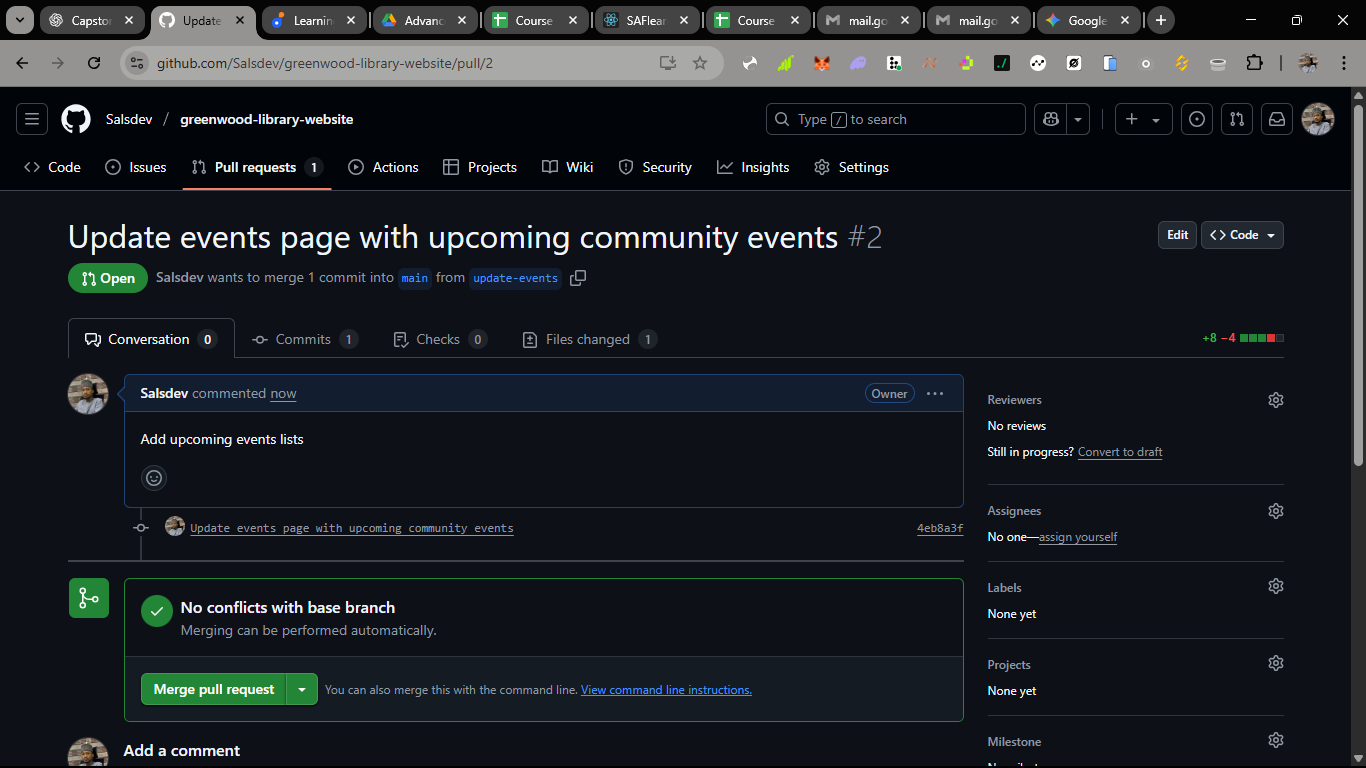 Capstor
Update
Learnin
Advanc
Course
SAFlear
Course
mail.go
mail.go
Google
github.com/Salsdev/greenwood-library-website/pull/2
Salsdev / greenwood-library-website
Type / to search
Code
Issues
Pull requests 1
Actions
Projects
Wiki
Security
Insights
Settings
Update events page with upcoming community events #2
Edit
<> Code
Open
Salsdev wants to merge 1 commit into main from update-events
Conversation 0
Commits 1
Checks 0
Files changed 1
+8 −4
Salsdev commented now
Owner
Add upcoming events lists
Update events page with upcoming community events
4eb8a3f
No conflicts with base branch
Merging can be performed automatically.
Merge pull request
You can also merge this with the command line. View command line instructions.
Add a comment
Reviewers
No reviews
Still in progress? Convert to draft
Assignees
No one—assign yourself
Labels
None yet
Projects
None yet
Milestone